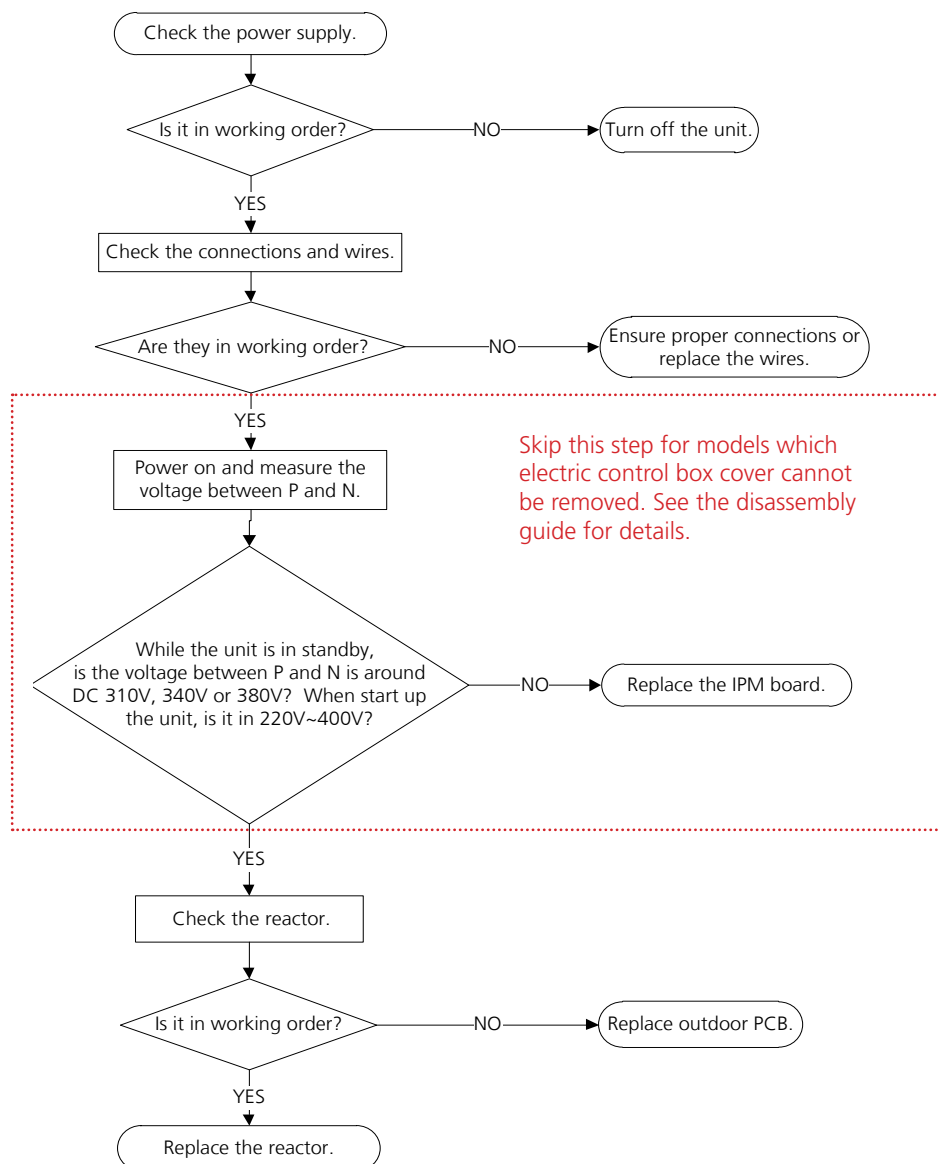 Check the power supply.
Is it in working order?
NO
Turn off the unit.
YES
Check the connections and wires.
Are they in working order?
NO
Ensure proper connections or
replace the wires.
YES
Power on and measure the
voltage between P and N.
Skip this step for models which
electric control box cover cannot
be removed. See the disassembly
guide for details.
While the unit is in standby,
is the voltage between P and N is around
DC 310V, 340V or 380V? When start up
the unit, is it in 220V~400V?
NO
Replace the IPM board.
YES
Check the reactor.
Is it in working order?
NO
Replace outdoor PCB.
YES
Replace the reactor.